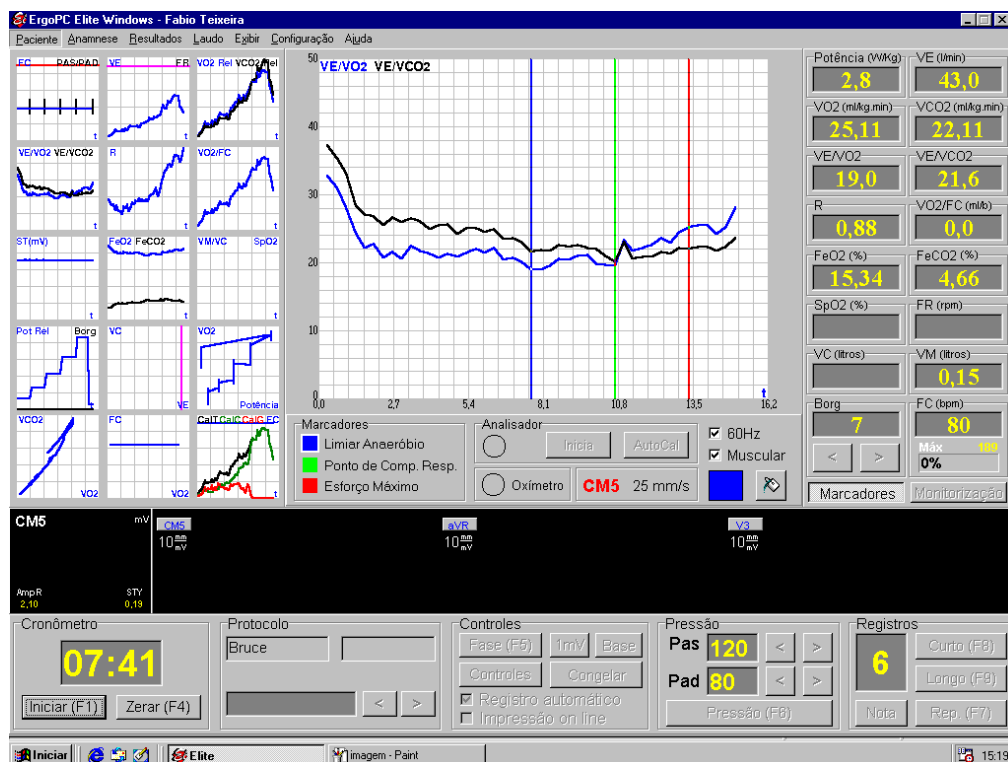 ErgoPC Elite Windows - Fabio Teixeira
Paciente Anamnese Resultados Laudo Exibir Configuração Ajuda
FC PAS/PAD t
VE FR t
VO2 Rel VCO2 Rel t
VE/VO2 VE/VCO2 t
R t
VO2/FC t
ST(mV) t
FeO2 FeCO2 t
VM/VC SpO2 t
Pot Rel Borg t
VC VE
VO2 Potência
VCO2 VO2
FC VO2
CalT CalC CalG FC t
VE/VO2 VE/VCO2
50
40
30
20
10
0
0,0 2,7 5,4 8,1 10,8 13,5 16,2
t
Marcadores
Limiar Anaeróbio
Ponto de Comp. Resp.
Esforço Máximo
Analisador
Inicia AutoCal
Oxímetro CM5 25 mm/s
60Hz
Muscular
Potência (W/Kg) VE (l/min)
2,8 43,0
VO2 (ml/kg.min) VCO2 (ml/kg.min)
25,11 22,11
VE/VO2 VE/VCO2
19,0 21,6
R VO2/FC (ml/b)
0,88 0,0
FeO2 (%) FeCO2 (%)
15,34 4,66
SpO2 (%) FR (rpm)
VC (litros) VM (litros)
0,15
Borg FC (bpm)
7 80
< > Máx 189
0%
Marcadores Monitorização
CM5 mV
AmpR STY
2,10 0,19
CM5 aVR V3
10 mm/mV 10 mm/mV 10 mm/mV
Cronômetro
07:41
Iniciar (F1) Zerar (F4)
Protocolo
Bruce
< >
Controles
Fase (F5) 1mV Base
Controles Congelar
Registro automático
Impressão on line
Pressão
Pas 120 < >
Pad 80 < >
Pressão (F6)
Registros
6
Curto (F8)
Longo (F9)
Nota Rep. (F7)
Iniciar Elite imagem - Paint 15:19